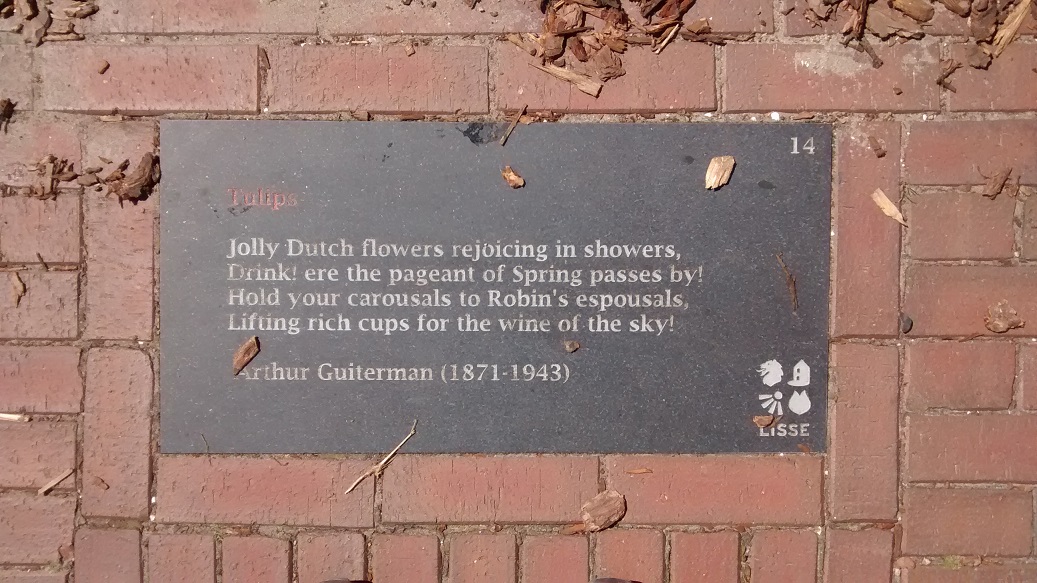 14
Tulips
Jolly Dutch flowers rejoicing in showers,
Drink! ere the pageant of Spring passes by!
Hold your carousals to Robin's espousals,
Lifting rich cups for the wine of the sky!
Arthur Guiterman (1871-1943)
LISSE